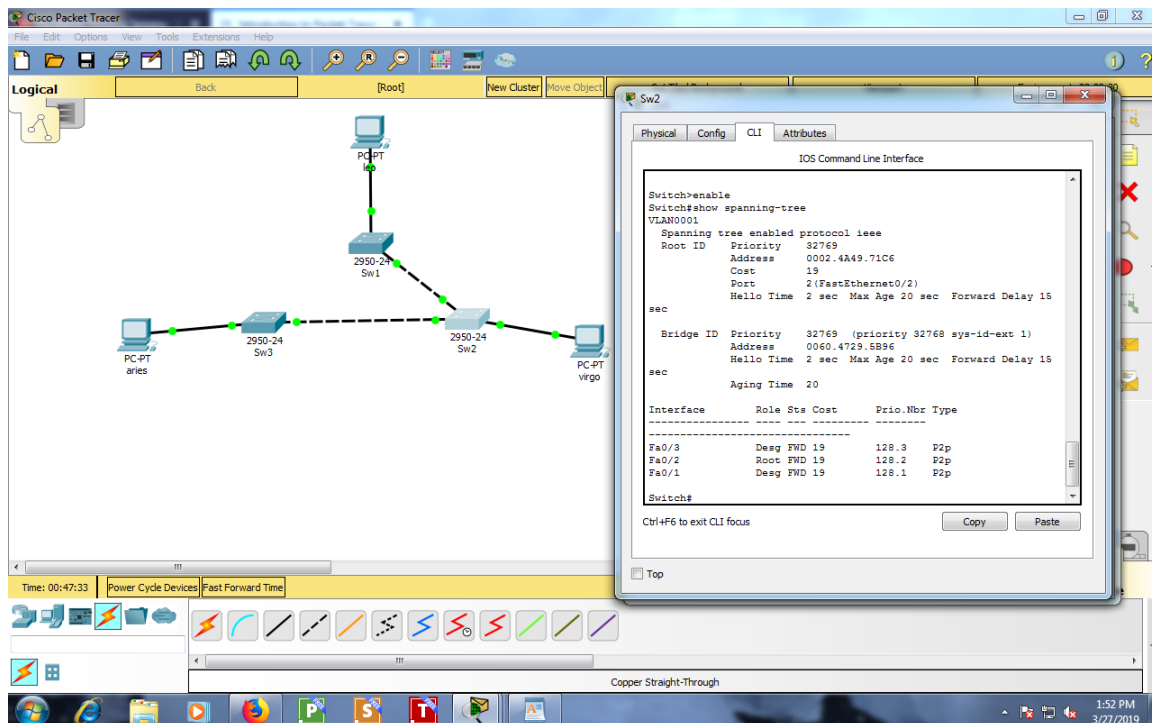 Cisco Packet Tracer
File Edit Options View Tools Extensions Help
Logical
Back
[Root]
New Cluster
Move Object
PC-PT
2950-24
Sw1
2950-24
Sw3
2950-24
Sw2
PC-PT
aries
PC-PT
virgo
Sw2
Physical Config CLI Attributes
IOS Command Line Interface
Switch>enable
Switch#show spanning-tree
VLAN0001
Spanning tree enabled protocol ieee
Root ID Priority 32769
Address 0002.4A49.71C6
Cost 19
Port 2(FastEthernet0/2)
Hello Time 2 sec Max Age 20 sec Forward Delay 15
sec
Bridge ID Priority 32769 (priority 32768 sys-id-ext 1)
Address 0060.4729.5B96
Hello Time 2 sec Max Age 20 sec Forward Delay 15
sec
Aging Time 20
Interface Role Sts Cost Prio.Nbr Type
---------------- ---- --- --------- --------
--------------------------------
Fa0/3 Desg FWD 19 128.3 P2p
Fa0/2 Root FWD 19 128.2 P2p
Fa0/1 Desg FWD 19 128.1 P2p
Switch#
Ctrl+F6 to exit CLI focus
Copy
Paste
Top
Time: 00:47:33
Power Cycle Devices
Fast Forward Time
Copper Straight-Through
1:52 PM
3/27/2019